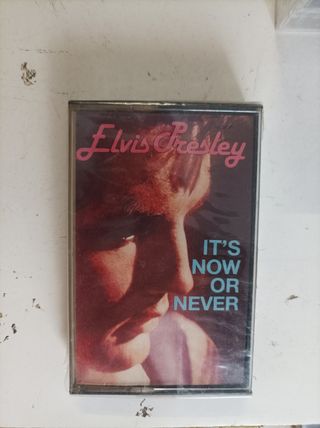 Elvis Presley
IT'S
NOW
OR
NEVER